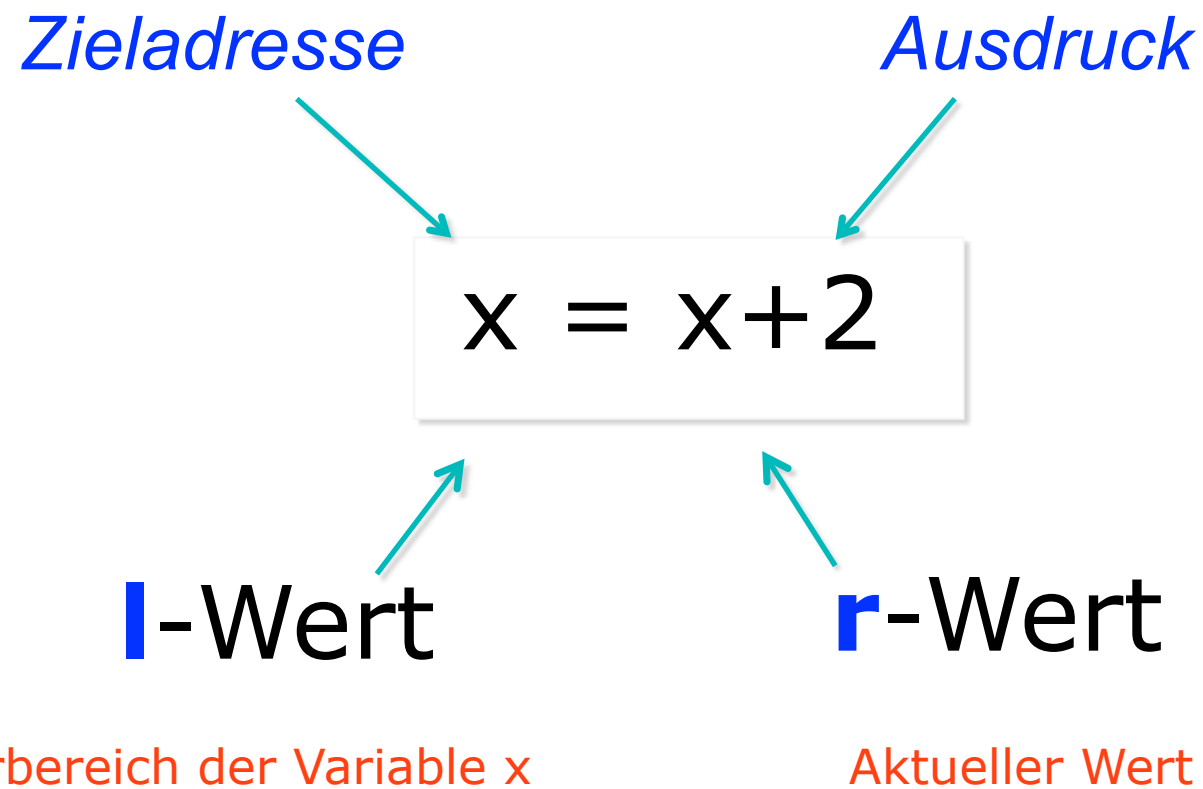 Zieladresse Ausdruck
x = x+2
l-Wert r-Wert
rbereich der Variable x Aktueller Wert